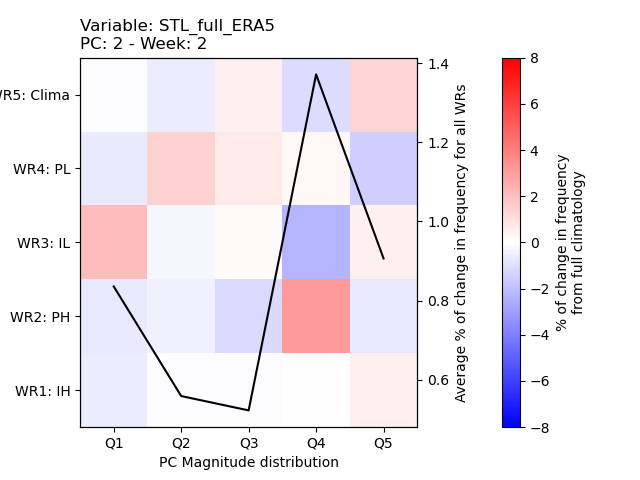 Variable: STL_full_ERA5
PC: 2 - Week: 2
WR5: Clima
WR4: PL
WR3: IL
WR2: PH
WR1: IH
Q1 Q2 Q3 Q4 Q5
PC Magnitude distribution
1.4
1.2
1.0
0.8
0.6
Average % of change in frequency for all WRs
8
6
4
2
0
−2
−4
−6
−8
% of change in frequency
from full climatology